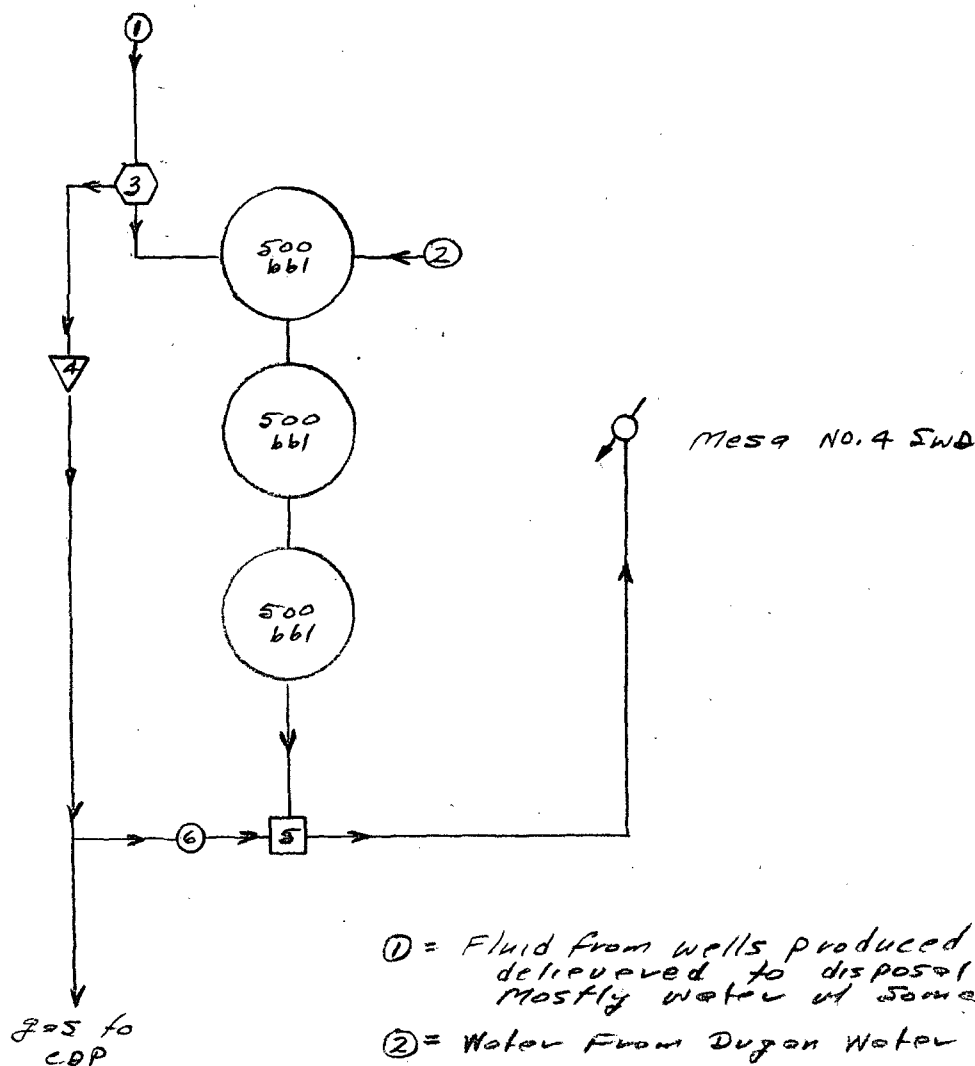 1
3
500
bbl
2
4
500
bbl
Mesa No. 4 SWD
500
bbl
6
5
gas to
CDP
① = Fluid from wells produced
delievered to disposal
Mostly water w/ some
② = Water From Dugan Water